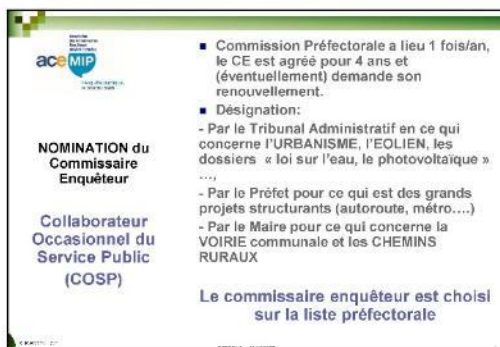 ace MIP
NOMINATION du
Commissaire
Enquêteur
Collaborateur
Occasionnel du
Service Public
(COSP)
Commission Préfectorale a lieu 1 fois/an,
le CE est agréé pour 4 ans et
(éventuellement) demande son
renouvellement.
Désignation:
- Par le Tribunal Administratif en ce qui
concerne l'URBANISME, l'EOLIEN, les
dossiers « loi sur l'eau, le photovoltaïque »
…,
- Par le Préfet pour ce qui est des grands
projets structurants (autoroute, métro….)
- Par le Maire pour ce qui concerne la
VOIRIE communale et les CHEMINS
RURAUX
Le commissaire enquêteur est choisi
sur la liste préfectorale